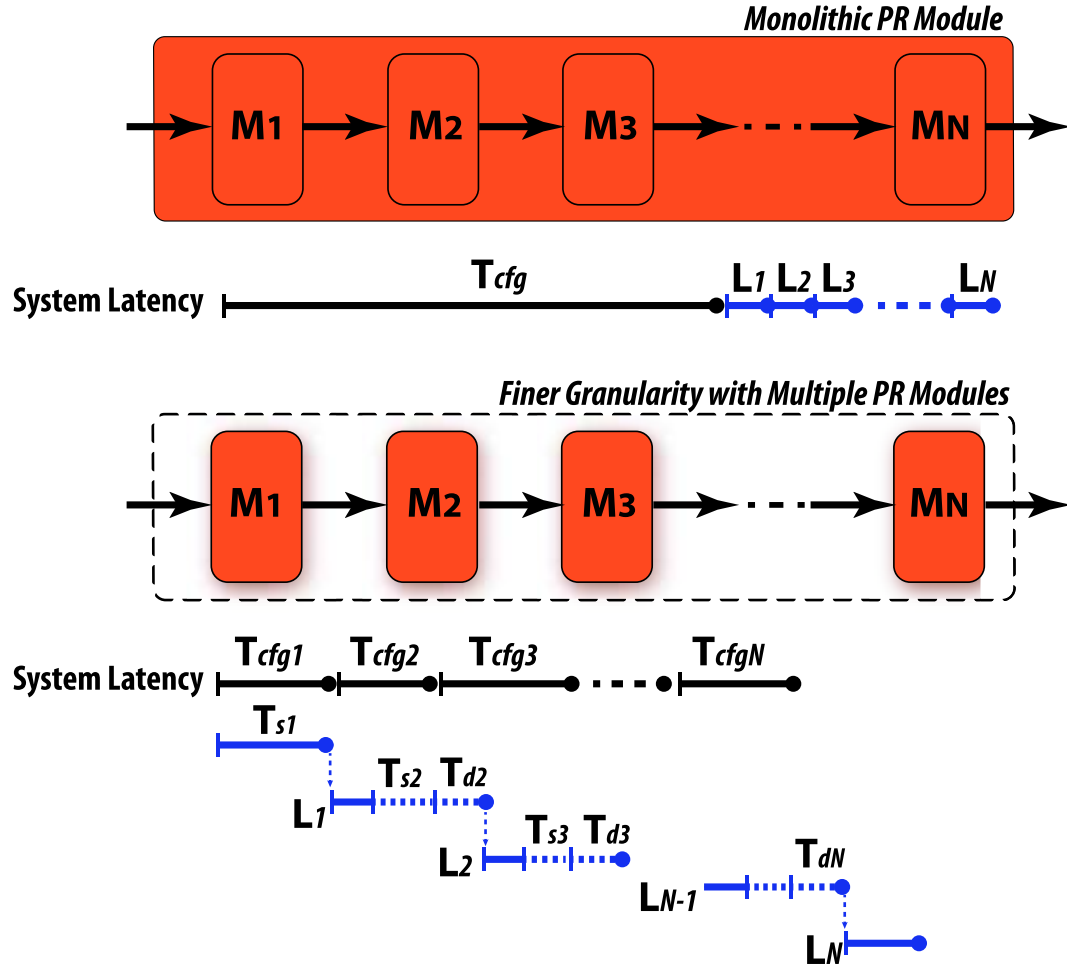 Monolithic PR Module
M1 M2 M3 MN
Tcfg
L1 L2 L3 LN
System Latency
Finer Granularity with Multiple PR Modules
M1 M2 M3 MN
Tcfg1 Tcfg2 Tcfg3 TcfgN
System Latency
Ts1
Ts2 Td2
L1
Ts3 Td3
L2
TdN
LN-1
LN